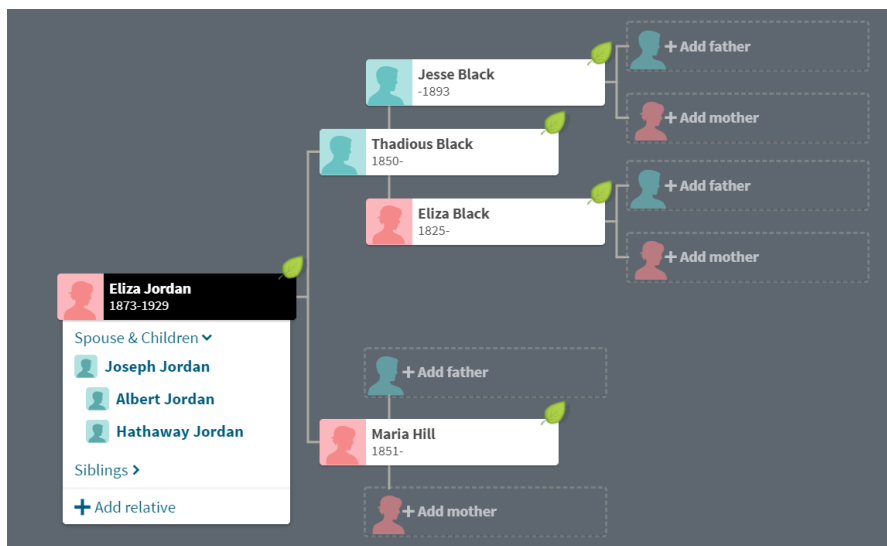 Jesse Black
-1893
+ Add father
+ Add mother
Thadious Black
1850-
Eliza Black
1825-
+ Add father
+ Add mother
Eliza Jordan
1873-1929
Spouse & Children
Joseph Jordan
Albert Jordan
Hathaway Jordan
Siblings
+ Add relative
+ Add father
Maria Hill
1851-
+ Add mother